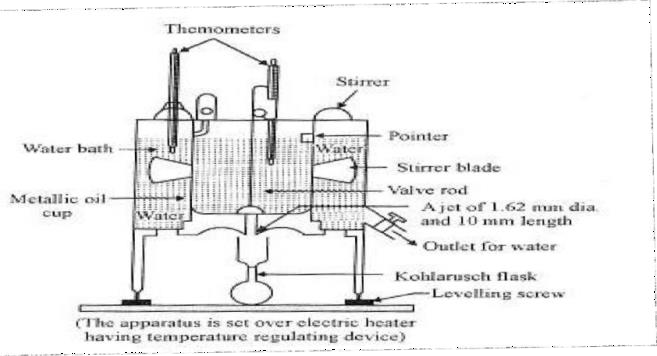 Themometers
Stirrer
Pointer
Water bath
Water
Stirrer blade
Valve rod
Metallic oil
cup
Water
A jet of 1.62 mm dia.
and 10 mm length
Outlet for water
Kohlarusch flask
Levelling screw
(The apparatus is set over electric heater
having temperature regulating device)